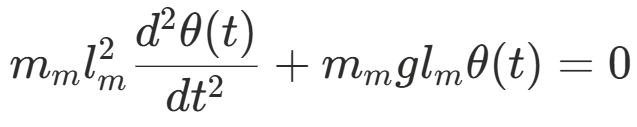 $m_m l_m^2 \frac{d^2\theta(t)}{dt^2} + m_m g l_m \theta(t) = 0$